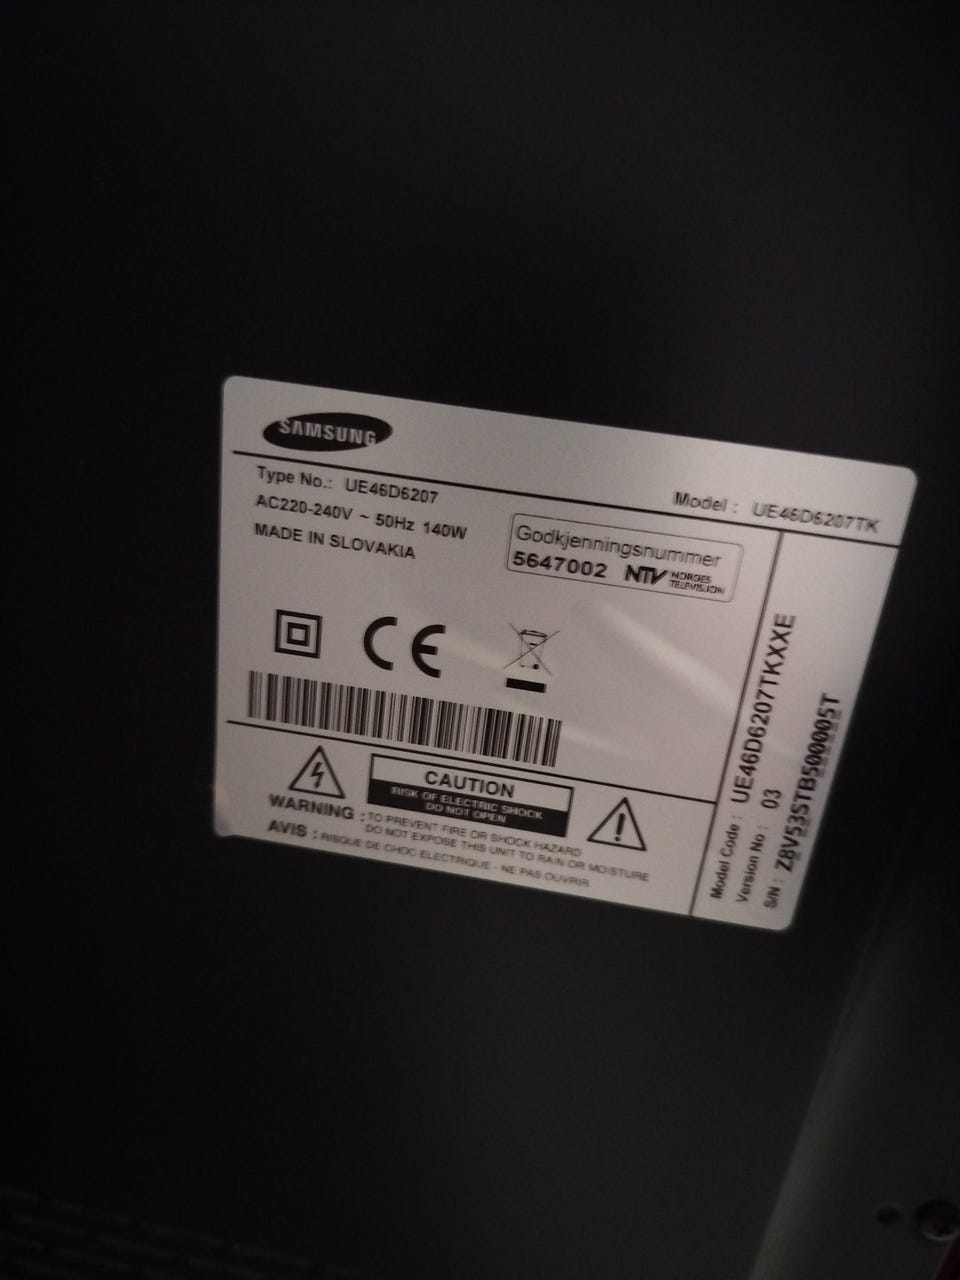 SAMSUNG
Type No.: UE46D6207
Model : UE46D6207TK
AC220-240V ~ 50Hz 140W
MADE IN SLOVAKIA
Godkjenningsnummer
5647002 NTV NORGES
TELEVISJON
CE
CAUTION
RISK OF ELECTRIC SHOCK
DO NOT OPEN
WARNING : TO PREVENT FIRE OR SHOCK HAZARD
DO NOT EXPOSE THIS UNIT TO RAIN OR MOISTURE
AVIS : RISQUE DE CHOC ELECTRIQUE - NE PAS OUVRIR
Model Code : UE46D6207TKXXE
Version No : 03
S/N : Z8V53STB500005T